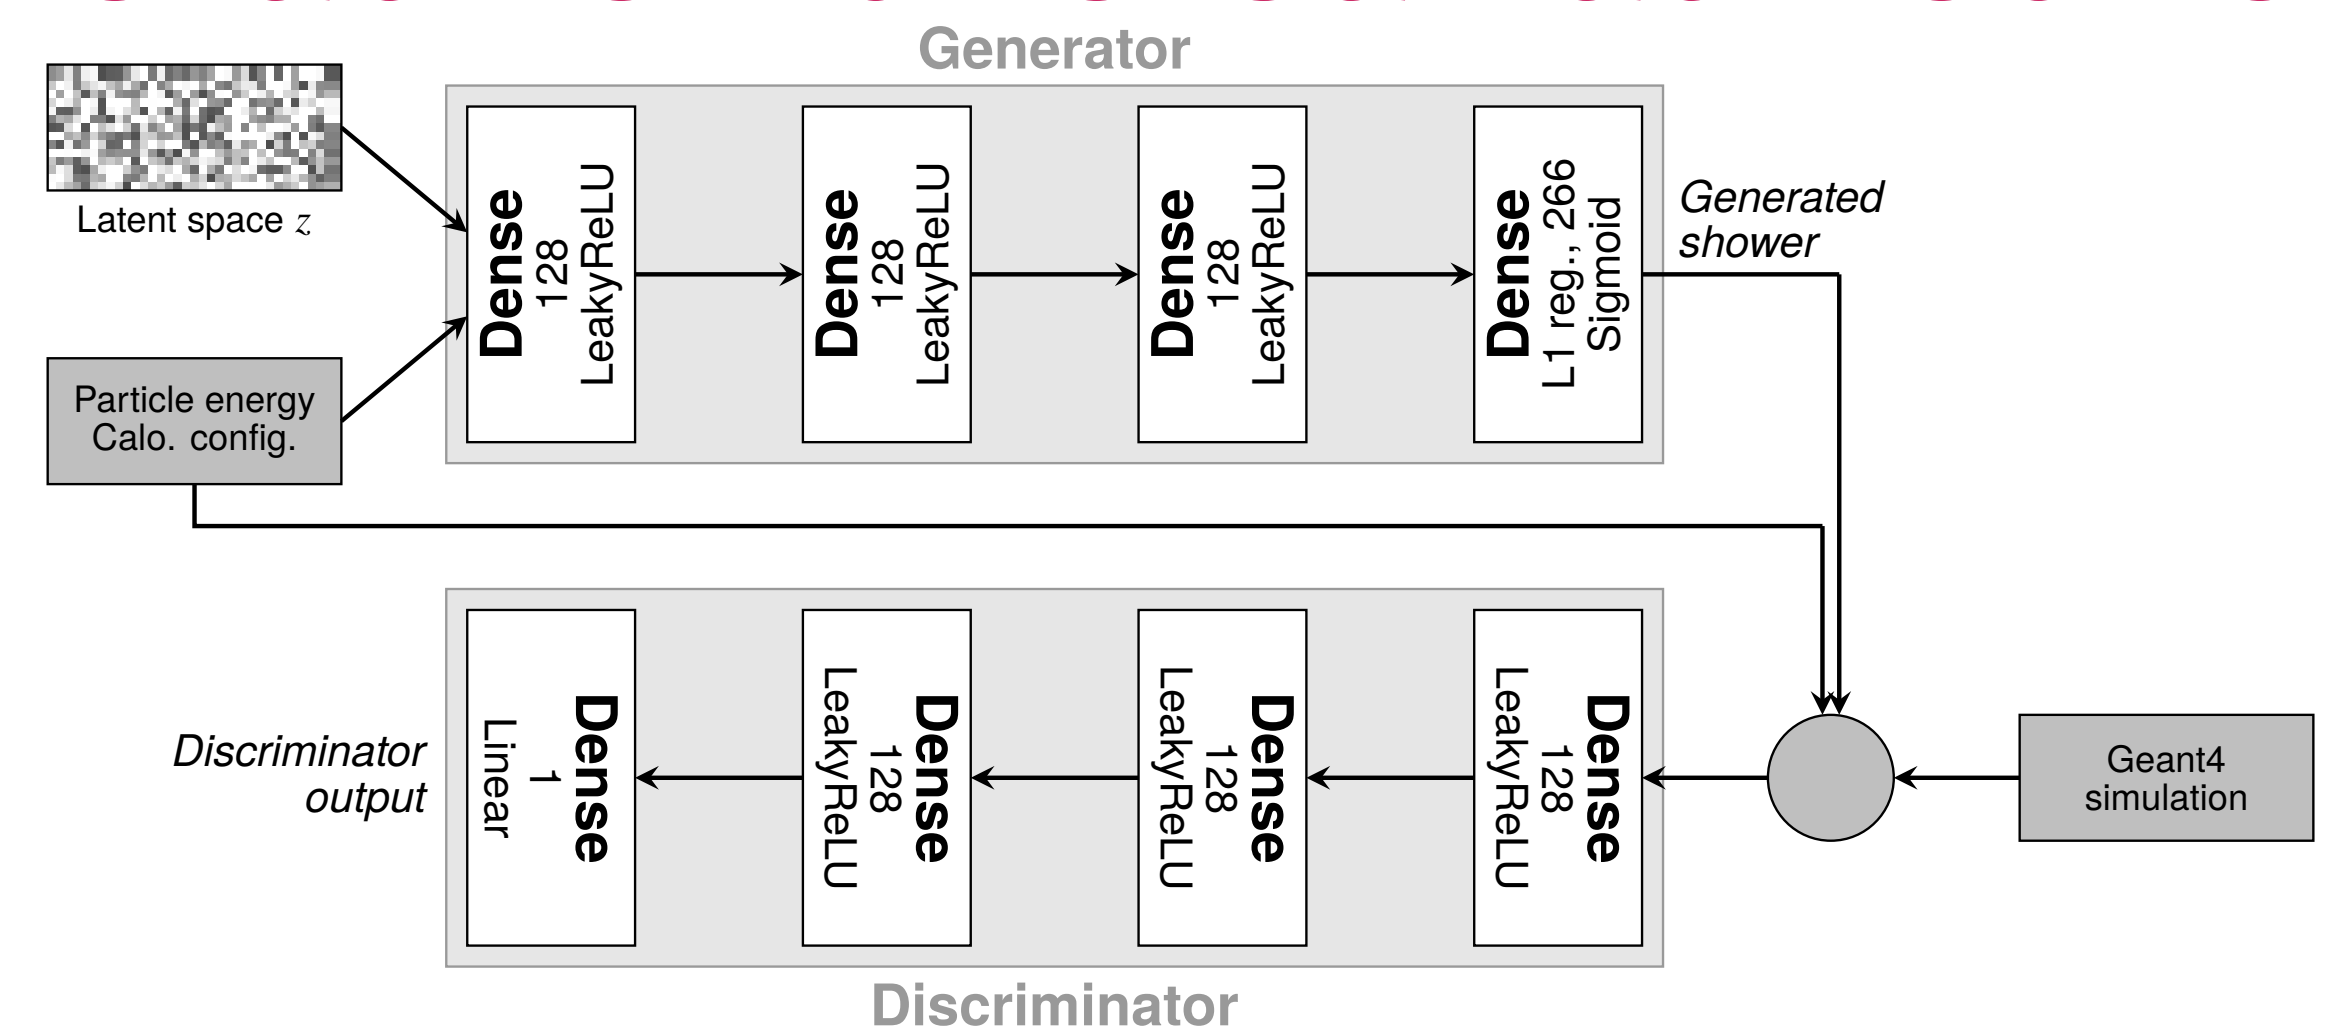 Generator
Latent space z
Particle energy
Calo. config.
Dense
128
LeakyReLU
Dense
128
LeakyReLU
Dense
128
LeakyReLU
Dense
L1 reg., 266
Sigmoid
Generated
shower
Discriminator
output
Dense
1
Linear
Dense
128
LeakyReLU
Dense
128
LeakyReLU
Dense
128
LeakyReLU
Geant4
simulation
Discriminator